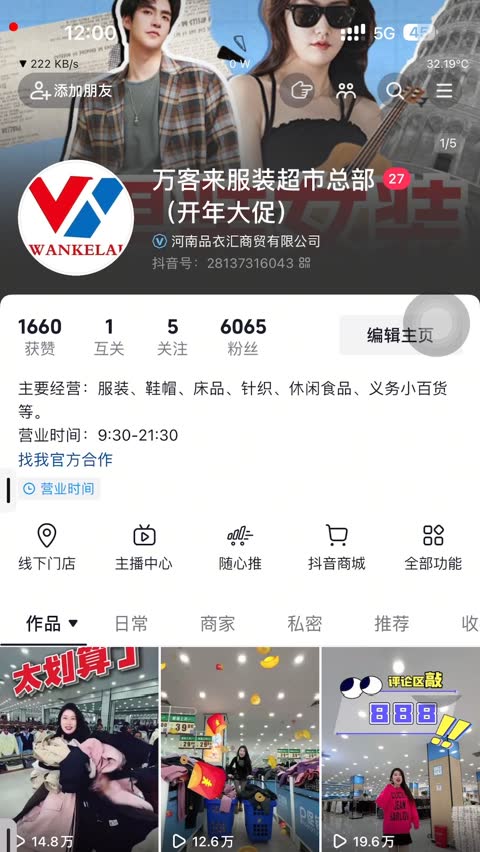 12:00
5G
45
222 KB/s
0 W
32.19°C
添加朋友
1/5
万客来服装超市总部
27
（开年大促）
WANKELAI
河南品衣汇商贸有限公司
抖音号：28137316043
女装
1660
1
5
6065
获赞
互关
关注
粉丝
编辑主页
主要经营：服装、鞋帽、床品、针织、休闲食品、义务小百货
等。
营业时间：9:30-21:30
找我官方合作
营业时间
线下门店
主播中心
随心推
抖音商城
全部功能
作品
日常
商家
私密
推荐
收
太划算了
39
39
评论区敲
888
14.8万
12.6万
19.6万